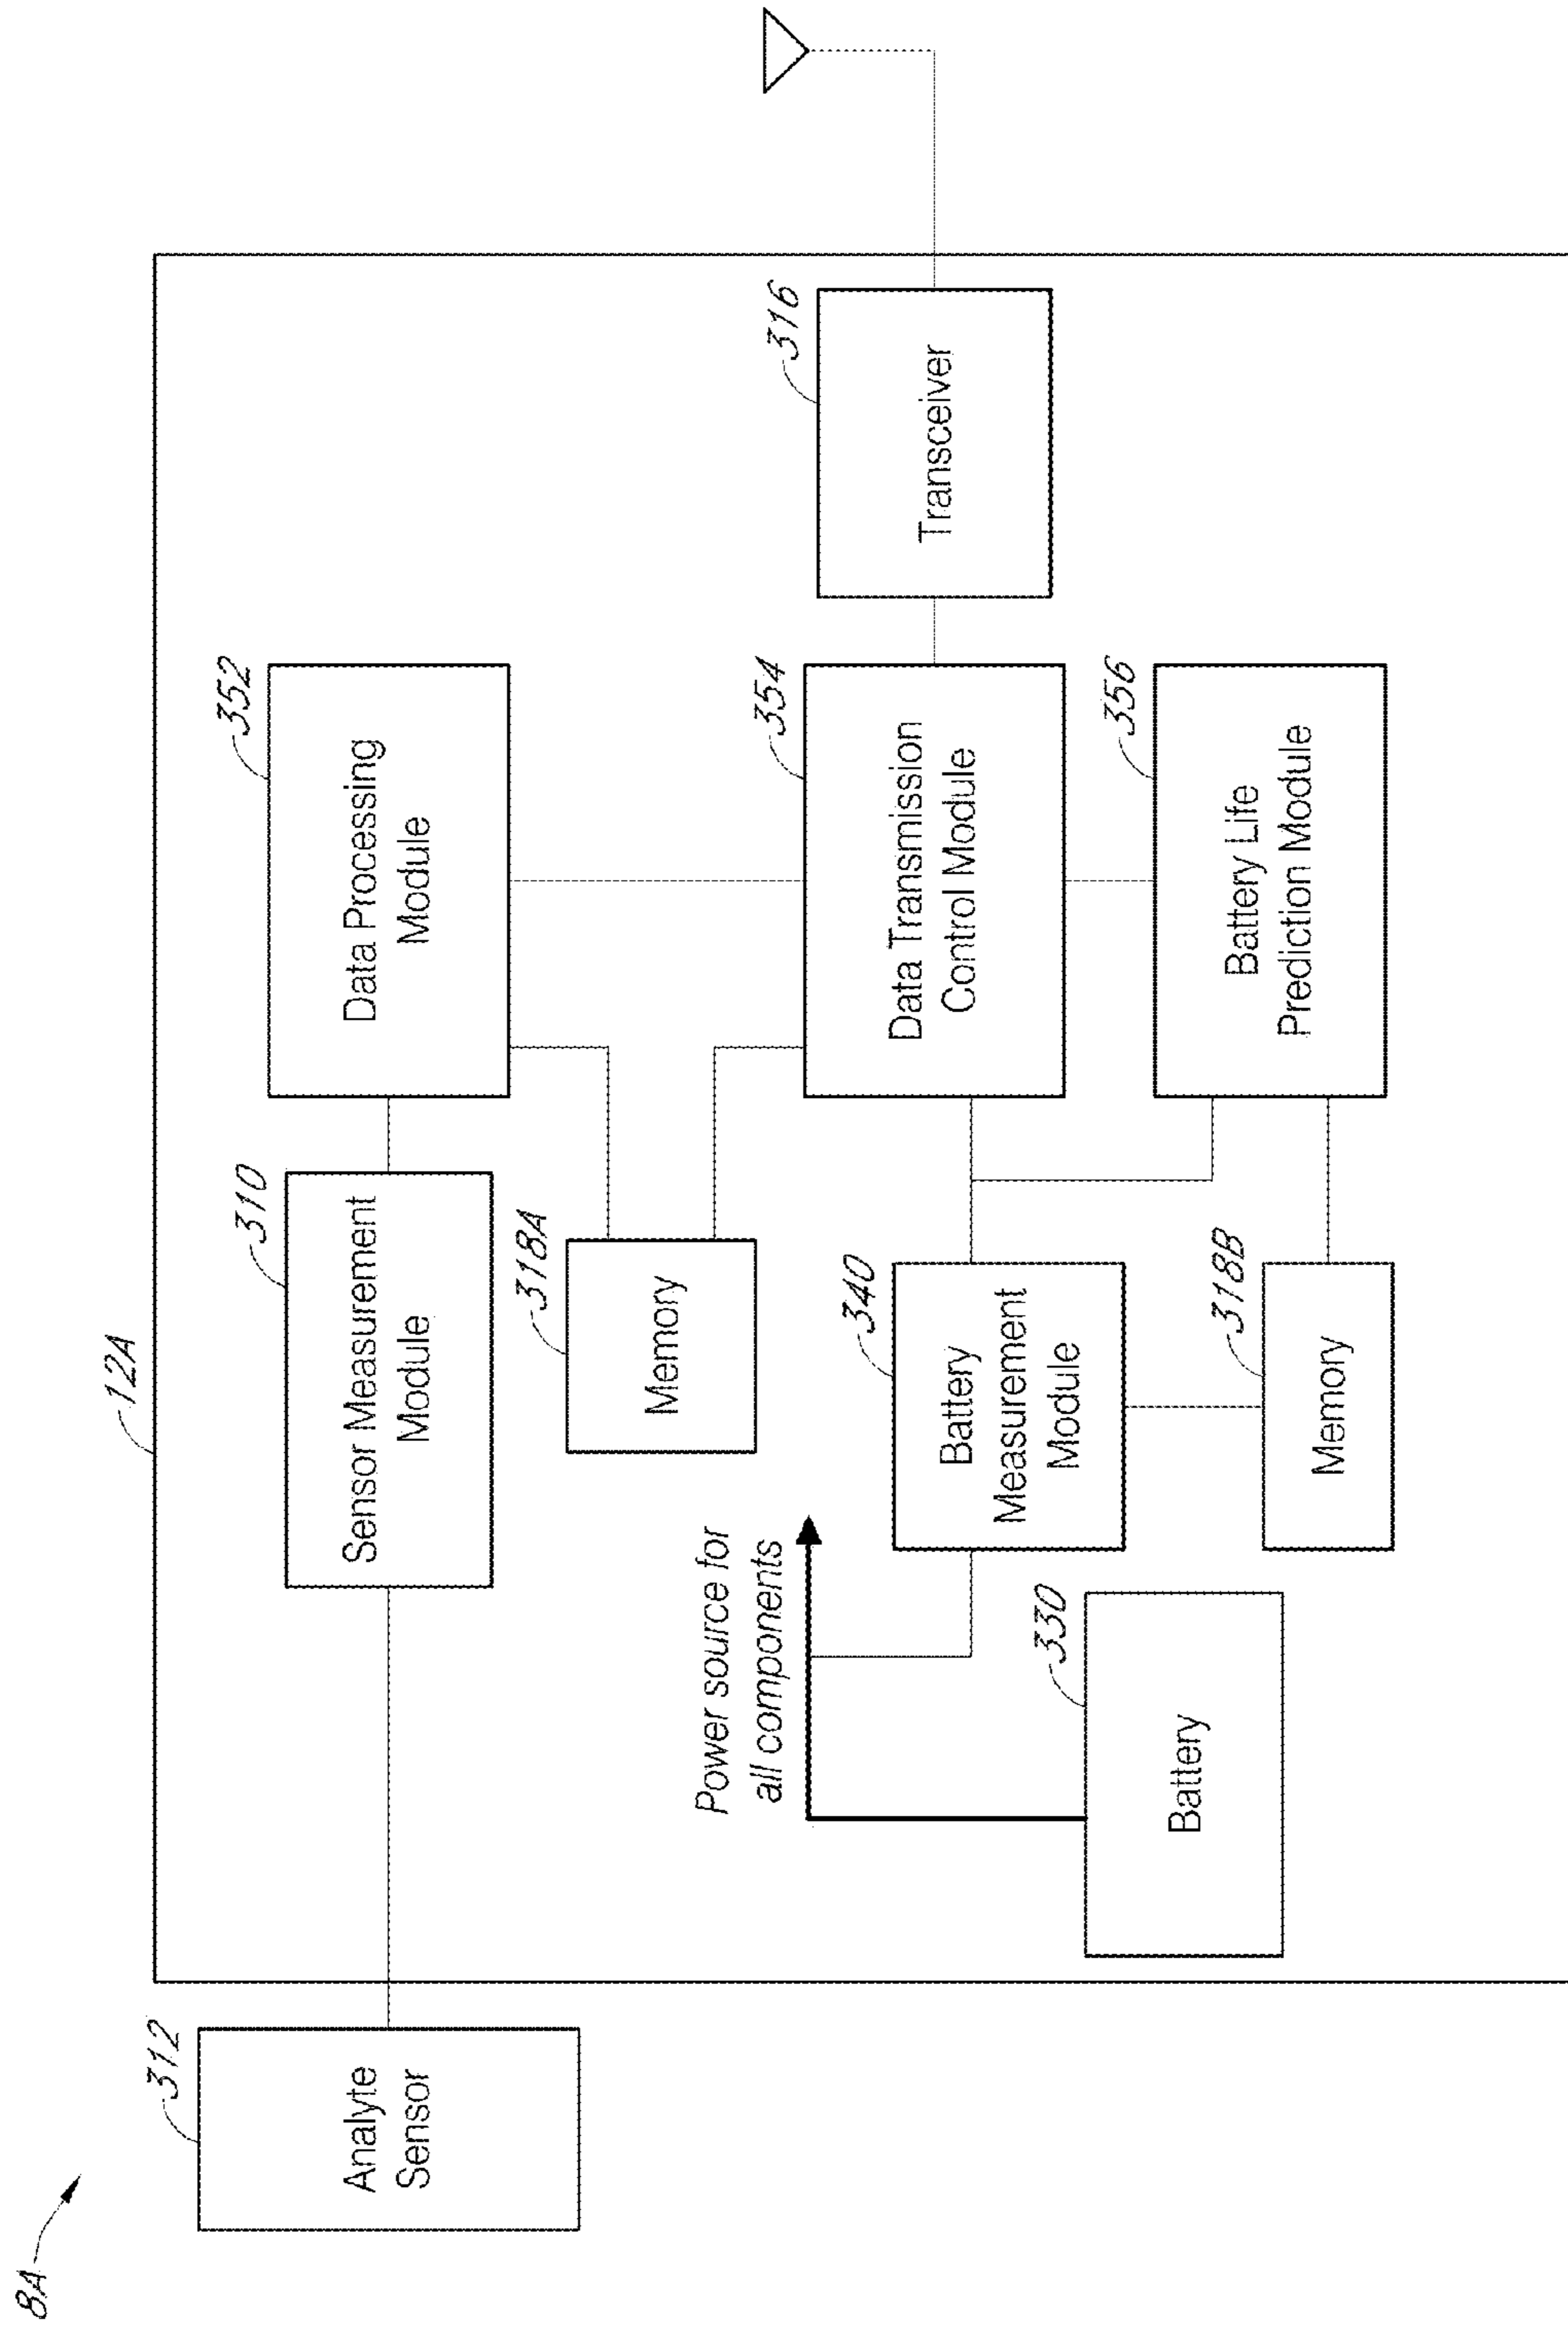 8A
12A
312
Analyte
Sensor
310
Sensor Measurement
Module
352
Data Processing
Module
318A
Memory
Power source for
all components
340
Battery
Measurement
Module
354
Data Transmission
Control Module
316
Transceiver
330
Battery
318B
Memory
356
Battery Life
Prediction Module